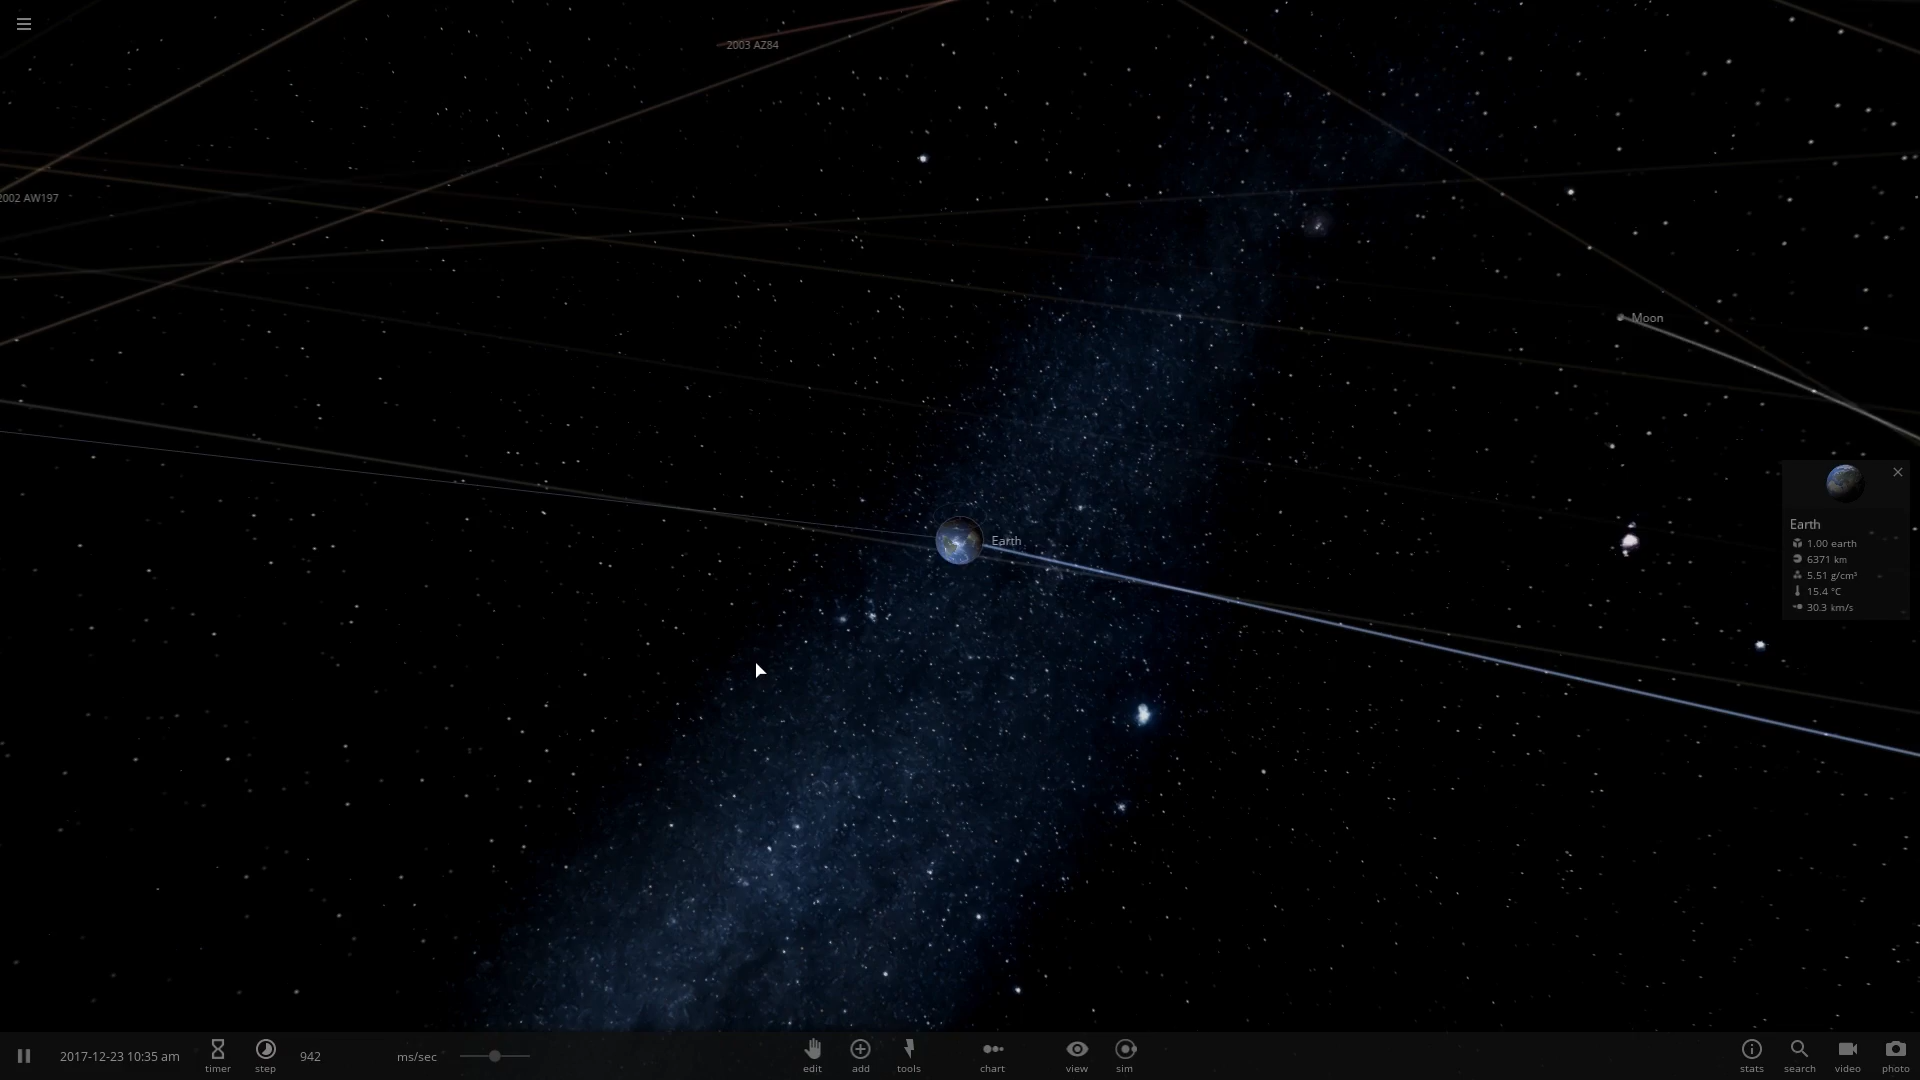 2003 AZ84
2002 AW197
Moon
Earth
Earth
1.00 earth
6371 km
5.51 g/cm³
15.4 °C
30.3 km/s
2017-12-23 10:35 am
timer
step
942
ms/sec
edit
add
tools
chart
view
sim
stats
search
video
photo